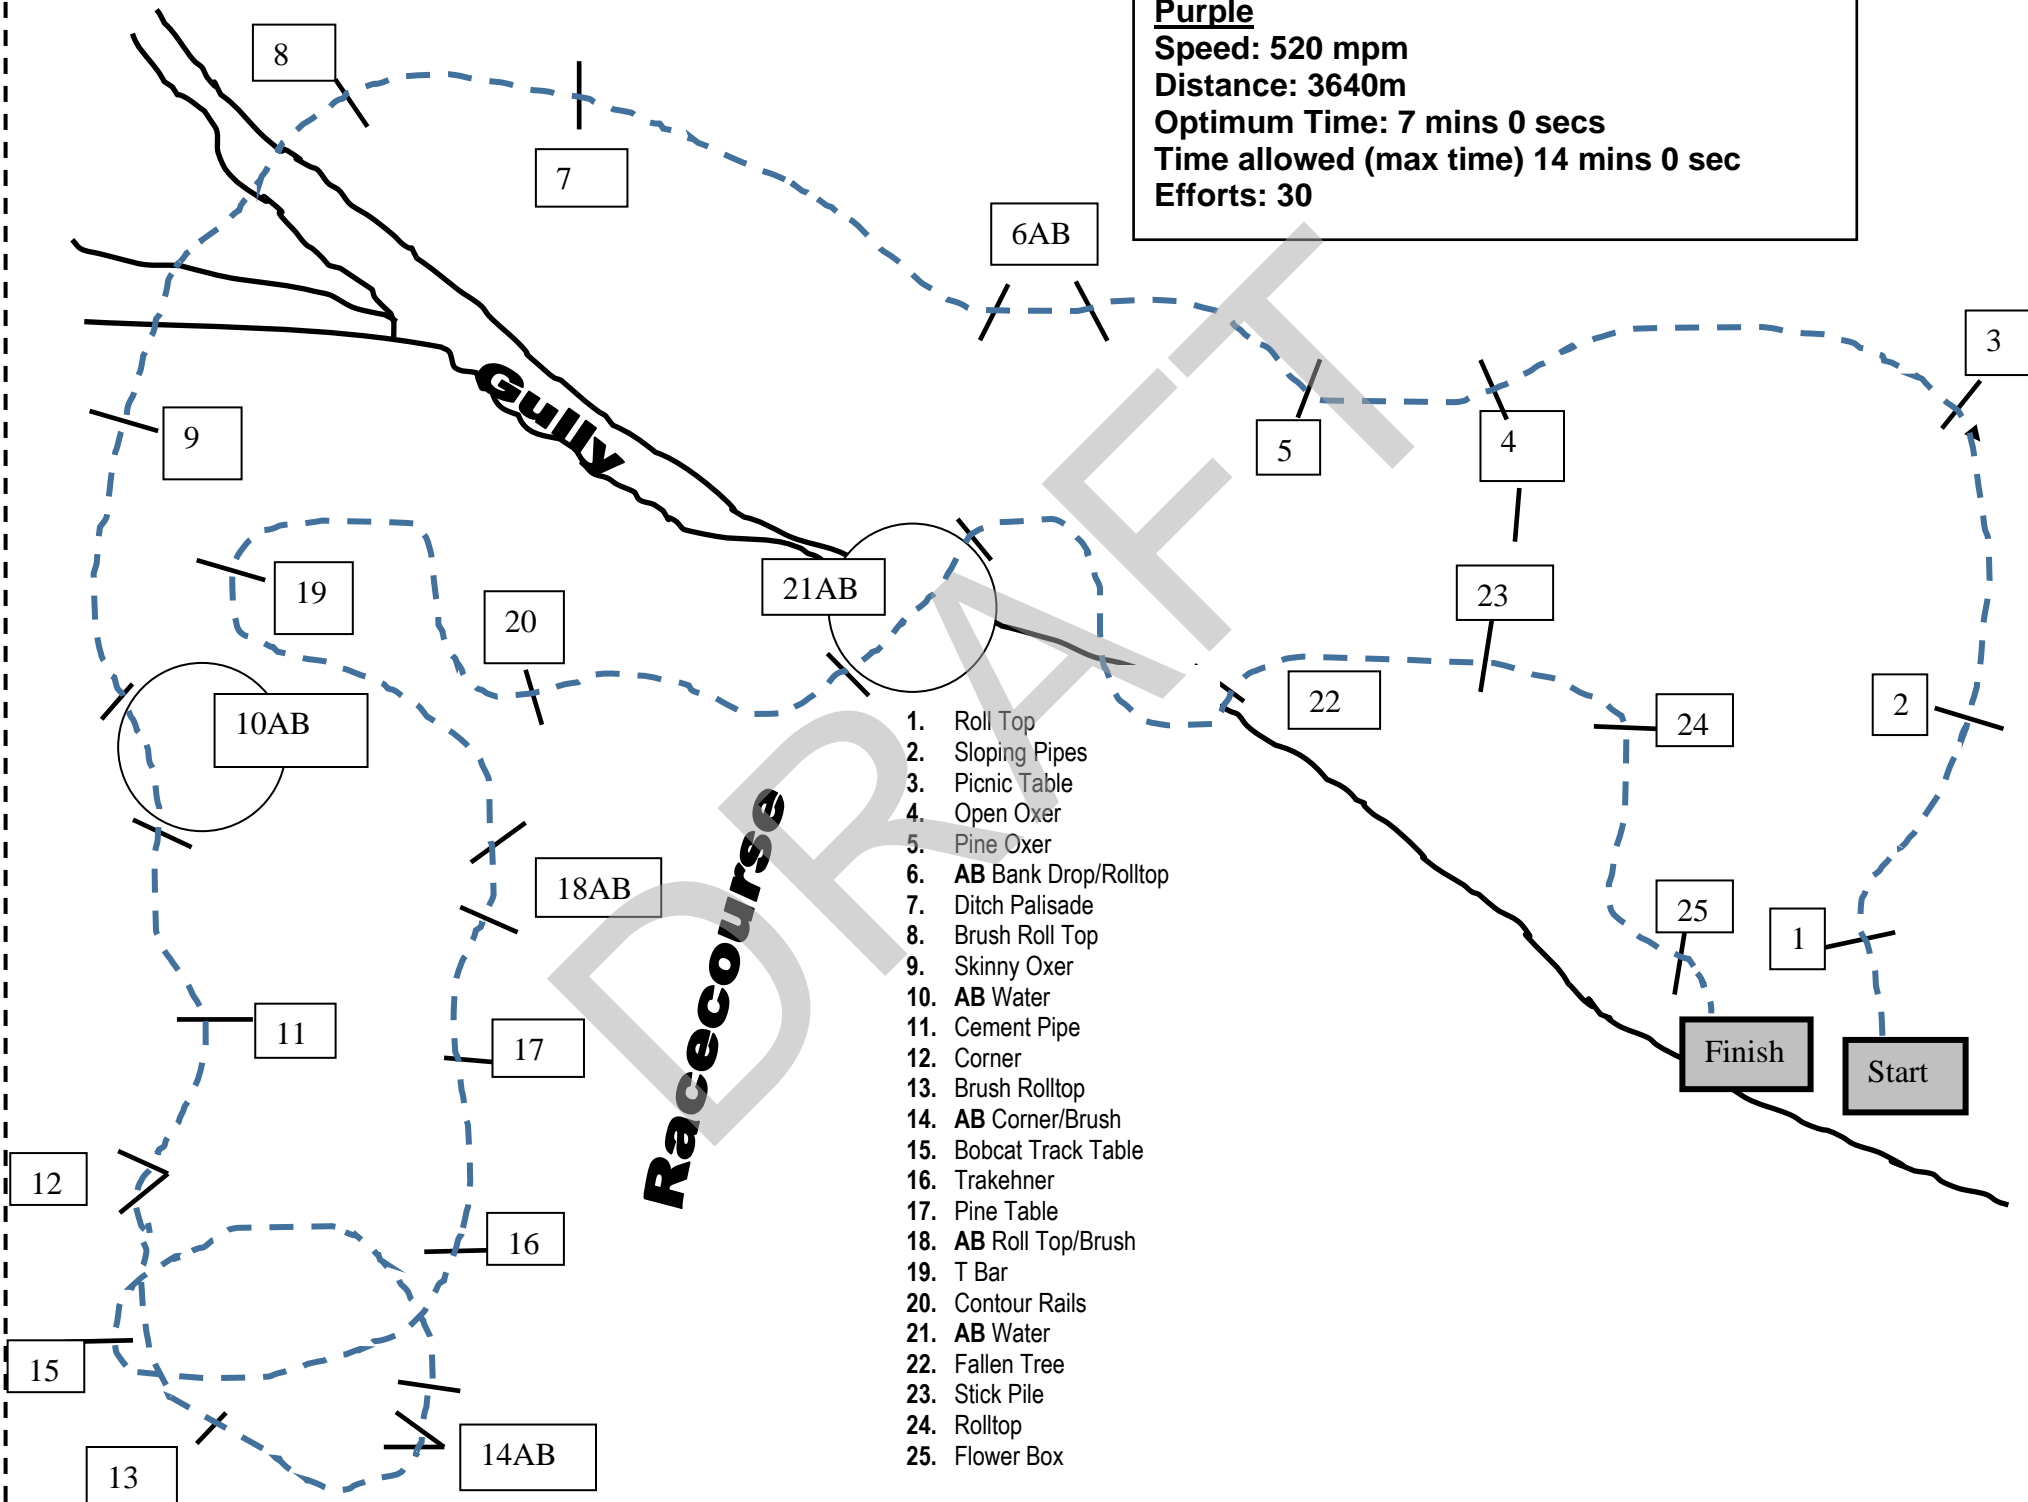 Purple
Speed: 520 mpm
Distance: 3640m
Optimum Time: 7 mins 0 secs
Time allowed (max time) 14 mins 0 sec
Efforts: 30
8
7
6AB
3
9
5
4
Gully
19
20
21AB
23
10AB
22
2
24
18AB
25
1
11
17
Racecourse
Finish
Start
12
16
15
14AB
13
1. Roll Top
2. Sloping Pipes
3. Picnic Table
4. Open Oxer
5. Pine Oxer
6. AB Bank Drop/Rolltop
7. Ditch Palisade
8. Brush Roll Top
9. Skinny Oxer
10. AB Water
11. Cement Pipe
12. Corner
13. Brush Rolltop
14. AB Corner/Brush
15. Bobcat Track Table
16. Trakehner
17. Pine Table
18. AB Roll Top/Brush
19. T Bar
20. Contour Rails
21. AB Water
22. Fallen Tree
23. Stick Pile
24. Rolltop
25. Flower Box
DRAFT